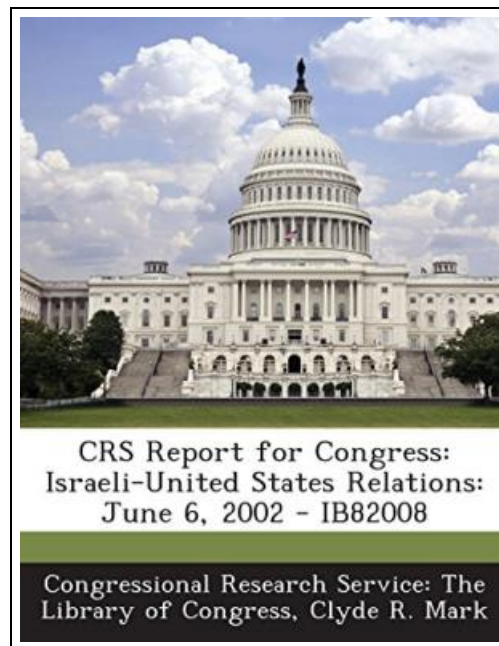 CRS Report for Congress:
Israeli-United States Relations:
June 6, 2002 - IB82008
Congressional Research Service: The
Library of Congress, Clyde R. Mark